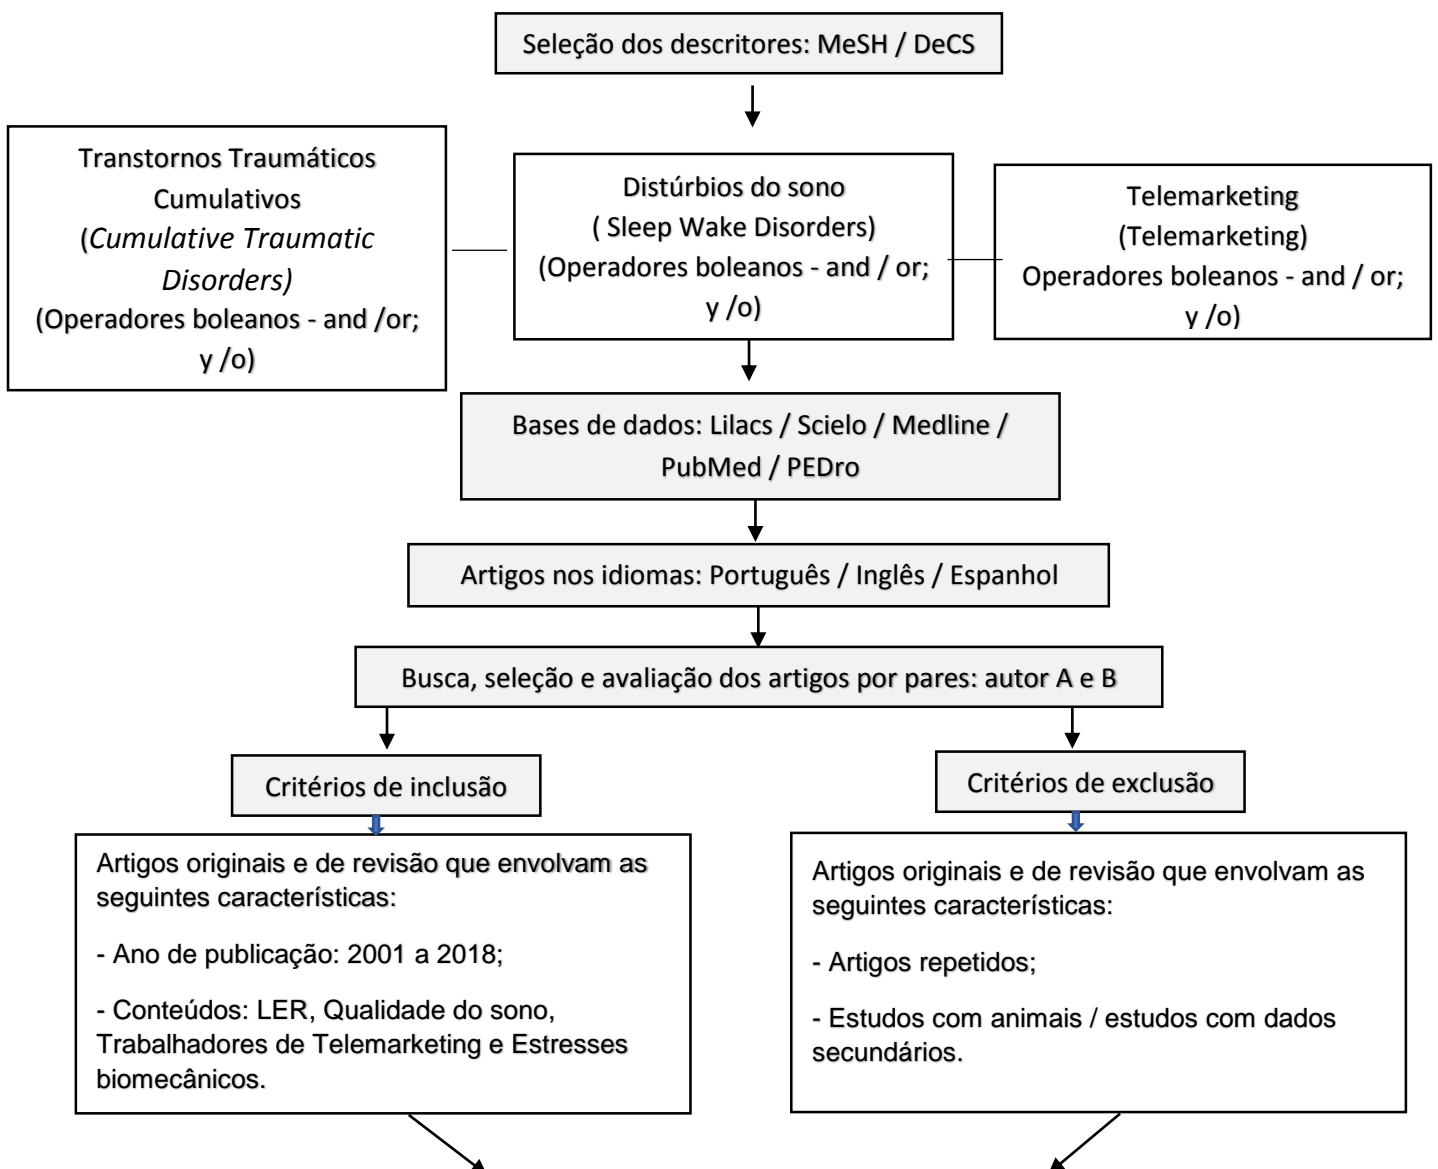 Seleção dos descritores: MeSH / DeCS
Transtornos Traumáticos
Cumulativos
(Cumulative Traumatic
Disorders)
(Operadores boleanos - and /or;
y /o)
Distúrbios do sono
( Sleep Wake Disorders)
(Operadores boleanos - and / or;
y /o)
Telemarketing
(Telemarketing)
Operadores boleanos - and / or;
y /o)
Bases de dados: Lilacs / Scielo / Medline /
PubMed / PEDro
Artigos nos idiomas: Português / Inglês / Espanhol
Busca, seleção e avaliação dos artigos por pares: autor A e B
Critérios de inclusão
Artigos originais e de revisão que envolvam as
seguintes característícas:
- Ano de publicação: 2001 a 2018;
- Conteúdos: LER, Qualidade do sono,
Trabalhadores de Telemarketing e Estresses
biomecânicos.
Critérios de exclusão
Artigos originais e de revisão que envolvam as
seguintes característícas:
- Artigos repetidos;
- Estudos com animais / estudos com dados
secundários.